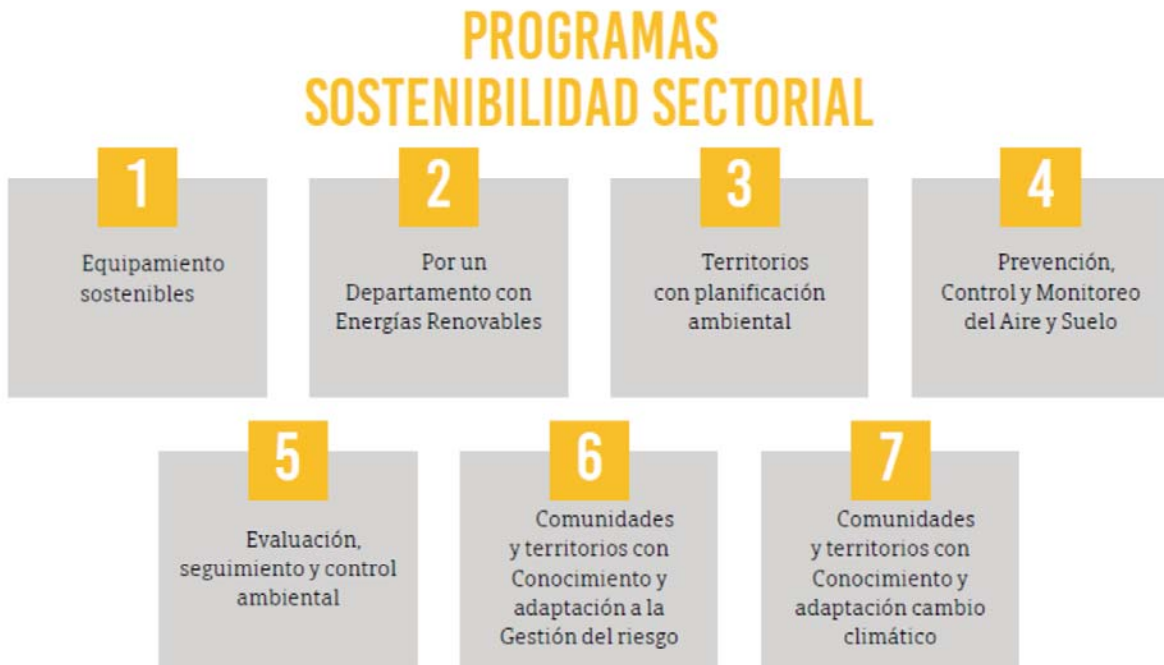 PROGRAMAS
SOSTENIBILIDAD SECTORIAL
1
Equipamiento
sostenibles
2
Por un
Departamento con
Energías Renovables
3
Territorios
con planificación
ambiental
4
Prevención,
Control y Monitoreo
del Aire y Suelo
5
Evaluación,
seguimiento y control
ambiental
6
Comunidades
y territorios con
Conocimiento y
adaptación a la
Gestión del riesgo
7
Comunidades
y territorios con
Conocimiento y
adaptación cambio
climático